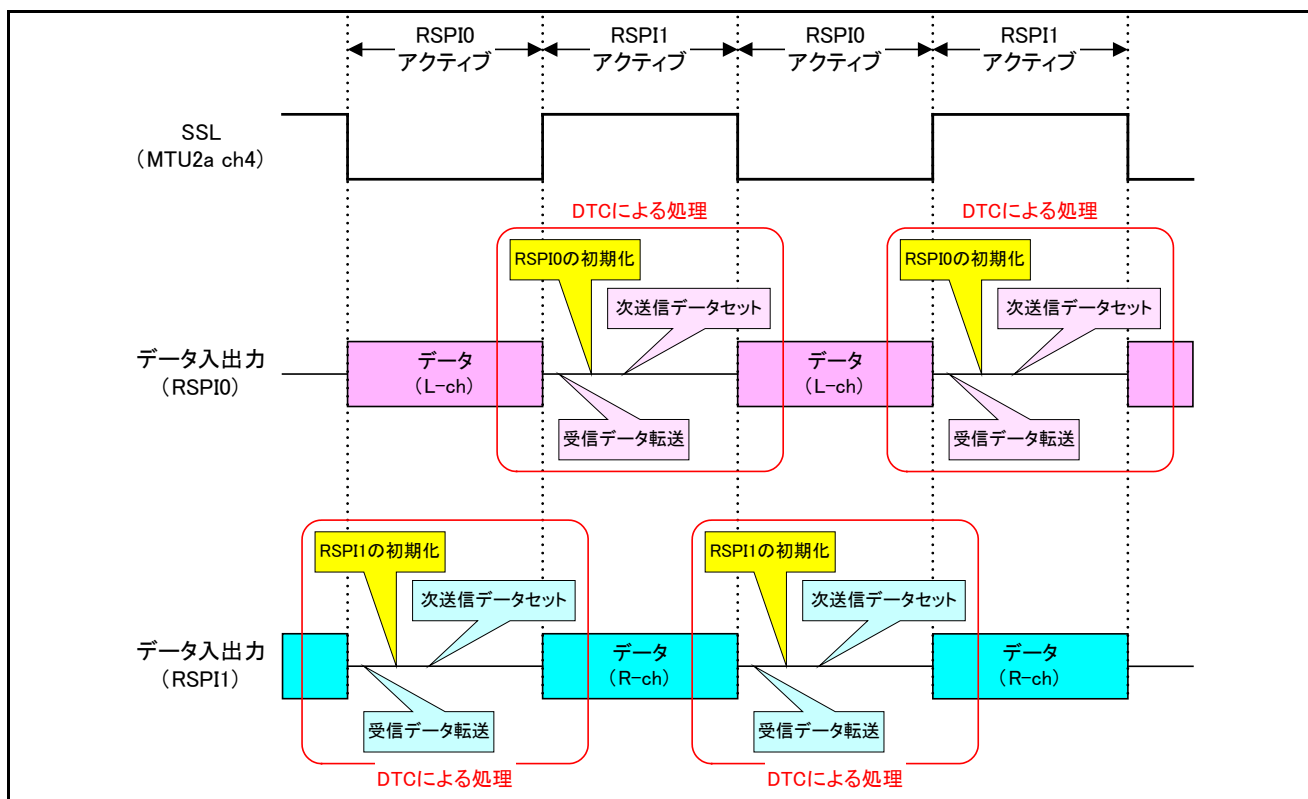 RSPI0
アクティブ
RSPI1
アクティブ
RSPI0
アクティブ
RSPI1
アクティブ
SSL
(MTU2a ch4)
DTCによる処理
DTCによる処理
RSPI0の初期化
RSPI0の初期化
次送信データセット
次送信データセット
データ入出力
(RSPI0)
データ
(L-ch)
データ
(L-ch)
受信データ転送
受信データ転送
RSPI1の初期化
RSPI1の初期化
次送信データセット
次送信データセット
データ入出力
(RSPI1)
データ
(R-ch)
データ
(R-ch)
受信データ転送
受信データ転送
DTCによる処理
DTCによる処理